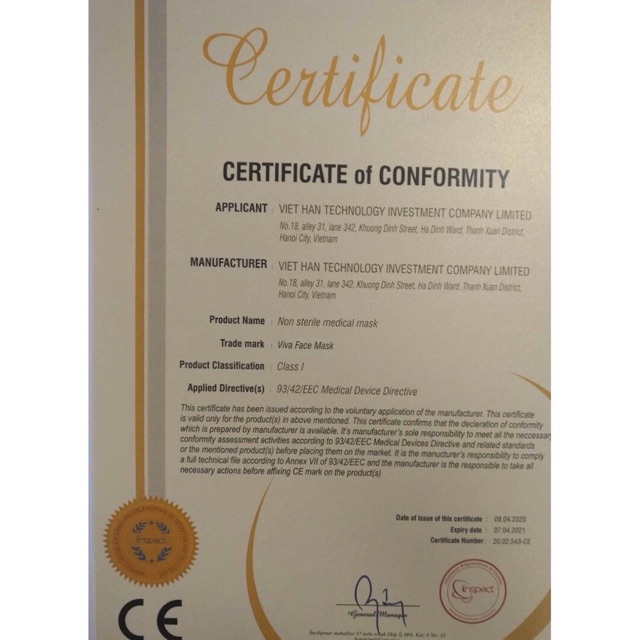 Certificate
CERTIFICATE of CONFORMITY
APPLICANT : VIET HAN TECHNOLOGY INVESTMENT COMPANY LIMITED
No.18, alley 31, lane 342, Khuong Dinh Street, Ha Dinh Ward, Thanh Xuan District,
Hanoi City, Vietnam
MANUFACTURER : VIET HAN TECHNOLOGY INVESTMENT COMPANY LIMITED
No.18, alley 31, lane 342, Khuong Dinh Street, Ha Dinh Ward. Thanh Xuan District,
Hanoi City, Vietnam
Product Name : Non sterile medical mask
Trade mark : Viva Face Mask
Product Classification : Class I
Applied Directive(s) : 93/42/EEC Medical Device Directive
This certificate has been issued according to the voluntary application of the manufacturer. This certificate
is valid only for the product(s) in above mentioned. This certificate confirms that the decleration of conformity
which is prepared by manufacturer is available. It's manufacturer's sole responsibility to meet all the neccessary
conformity assessment activities according to 93/42/EEC Medical Devices Directive and related standards
or the mentioned product(s) before placing them on the market. It is the manucturer's responsibility to comply
a full technical file according to Annex VII of 93/42/EEC and the manufacturer is the responsible to take all
necessary actions before affixing CE mark on the product(s)
Date of issue of this certificate : 08.04.2020
Expiry date : 07.04.2021
Certificate Number : 20.02.543-CE
inspect
inspect
General Manager
CE